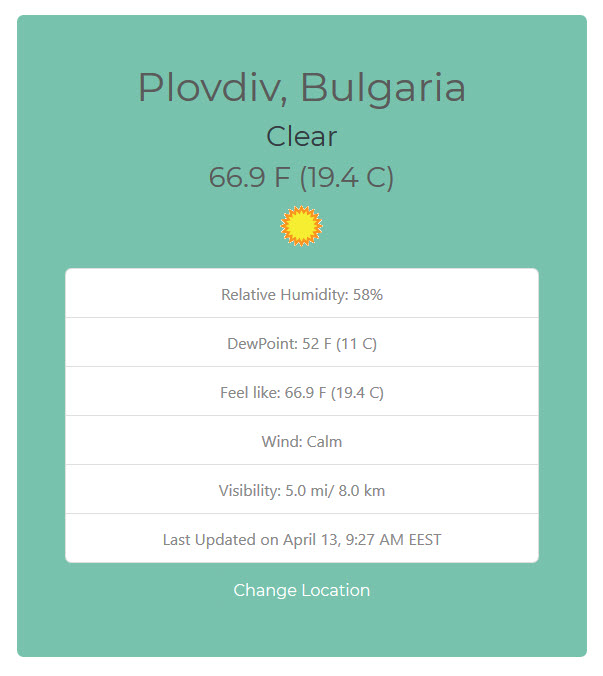 Plovdiv, Bulgaria
Clear
66.9 F (19.4 C)
Relative Humidity: 58%
DewPoint: 52 F (11 C)
Feel like: 66.9 F (19.4 C)
Wind: Calm
Visibility: 5.0 mi/ 8.0 km
Last Updated on April 13, 9:27 AM EEST
Change Location